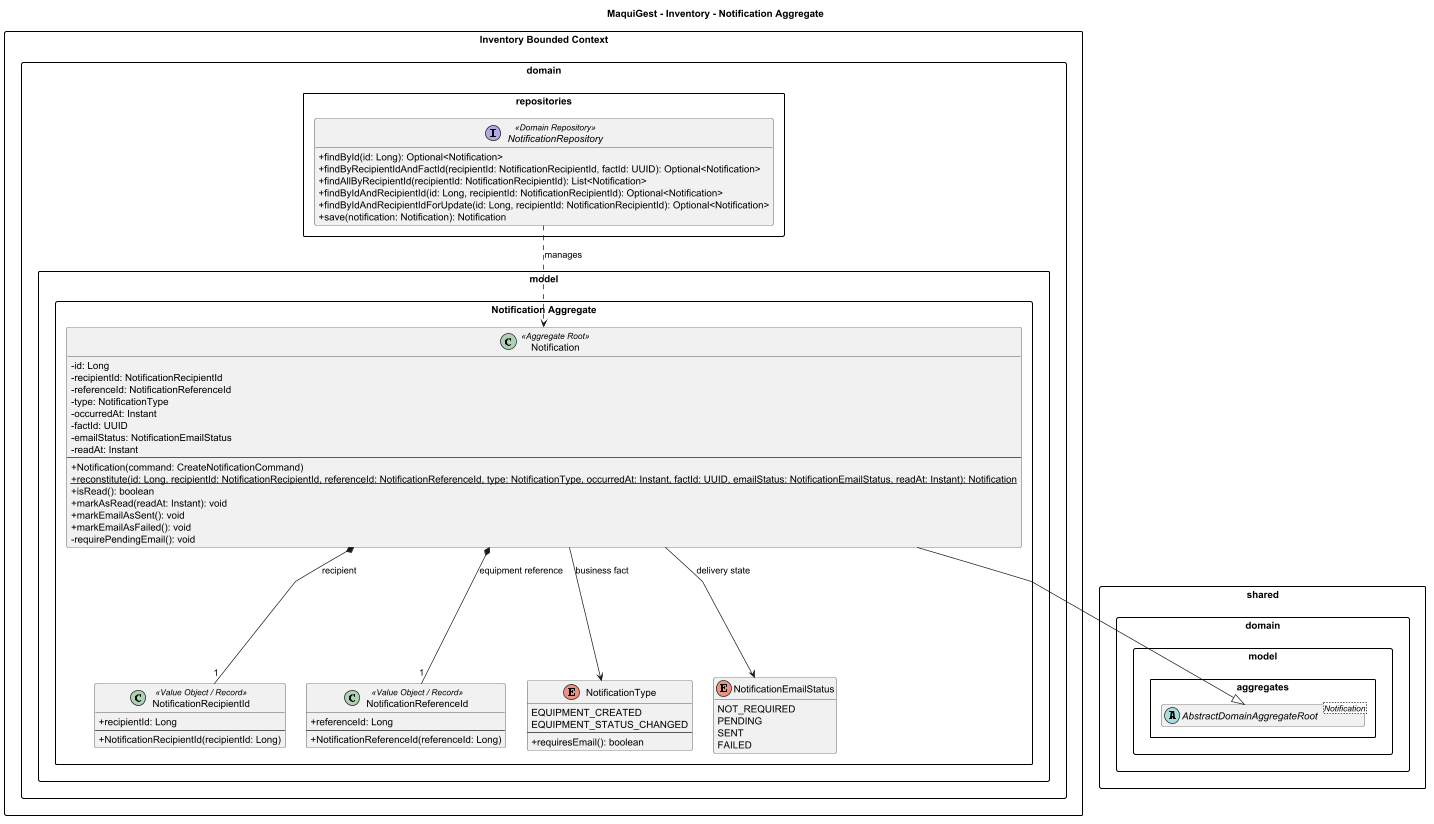 MaquiGest - Inventory - Notification Aggregate
Inventory Bounded Context
domain
repositories
I
«Domain Repository»
NotificationRepository
+findById(id: Long): Optional<Notification>
+findByRecipientIdAndFactId(recipientId: NotificationRecipientId, factId: UUID): Optional<Notification>
+findAllByRecipientId(recipientId: NotificationRecipientId): List<Notification>
+findByIdAndRecipientId(id: Long, recipientId: NotificationRecipientId): Optional<Notification>
+findByIdAndRecipientIdForUpdate(id: Long, recipientId: NotificationRecipientId): Optional<Notification>
+save(notification: Notification): Notification
manages
model
Notification Aggregate
C
«Aggregate Root»
Notification
-id: Long
-recipientId: NotificationRecipientId
-referenceId: NotificationReferenceId
-type: NotificationType
-occurredAt: Instant
-factId: UUID
-emailStatus: NotificationEmailStatus
-readAt: Instant
+Notification(command: CreateNotificationCommand)
+reconstitute(id: Long, recipientId: NotificationRecipientId, referenceId: NotificationReferenceId, type: NotificationType, occurredAt: Instant, factId: UUID, emailStatus: NotificationEmailStatus, readAt: Instant): Notification
+isRead(): boolean
+markAsRead(readAt: Instant): void
+markEmailAsSent(): void
+markEmailAsFailed(): void
-requirePendingEmail(): void
recipient
equipment reference
business fact
delivery state
1
1
C
«Value Object / Record»
NotificationRecipientId
+recipientId: Long
+NotificationRecipientId(recipientId: Long)
C
«Value Object / Record»
NotificationReferenceId
+referenceId: Long
+NotificationReferenceId(referenceId: Long)
E
NotificationType
EQUIPMENT_CREATED
EQUIPMENT_STATUS_CHANGED
+requiresEmail(): boolean
E
NotificationEmailStatus
NOT_REQUIRED
PENDING
SENT
FAILED
shared
domain
model
aggregates
A
AbstractDomainAggregateRoot
Notification